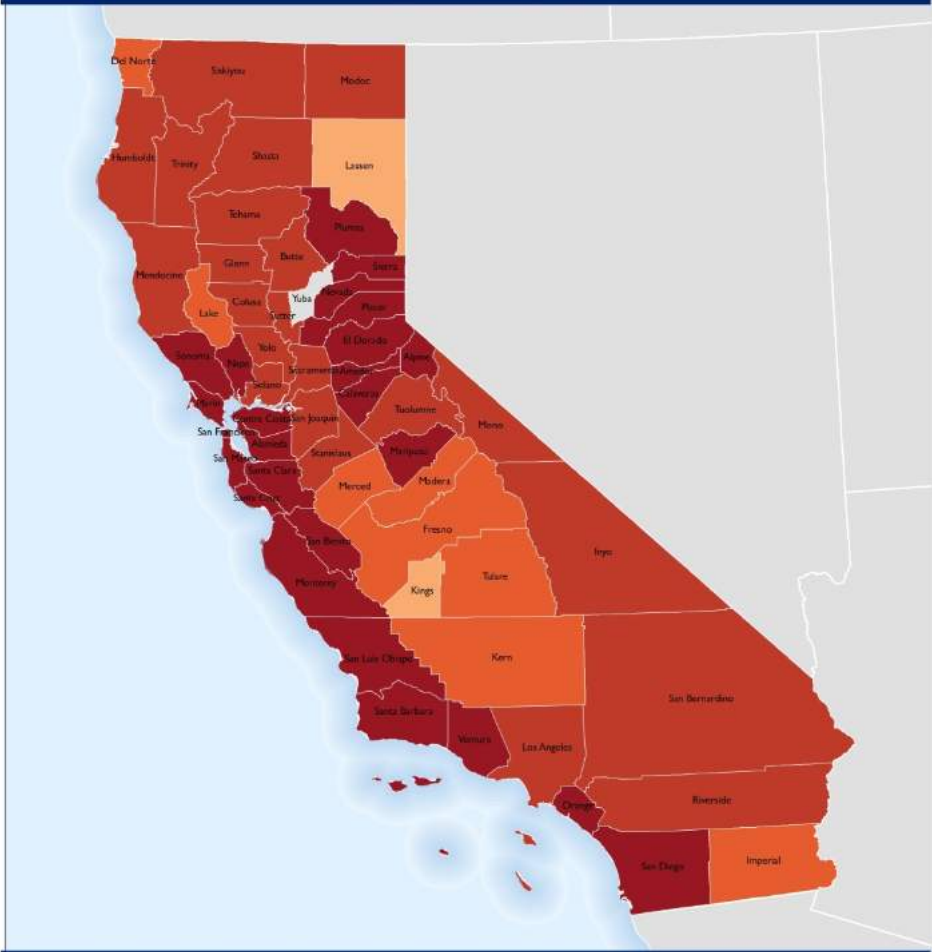 Del Norte
Siskiyou
Modoc
Humboldt
Trinity
Shasta
Lassen
Tehama
Plumas
Mendocino
Glenn
Butte
Sierra
Lake
Colusa
Sutter
Yuba
Nevada
Placer
Sonoma
Napa
Yolo
El Dorado
Alpine
Solano
Sacramento
Amador
Calaveras
Marin
Contra Costa
San Joaquin
Tuolumne
Mono
San Francisco
Alameda
Stanislaus
Mariposa
San Mateo
Santa Clara
Merced
Madera
Santa Cruz
Fresno
San Benito
Inyo
Monterey
Kings
Tulare
San Luis Obispo
Kern
San Bernardino
Santa Barbara
Ventura
Los Angeles
Orange
Riverside
San Diego
Imperial